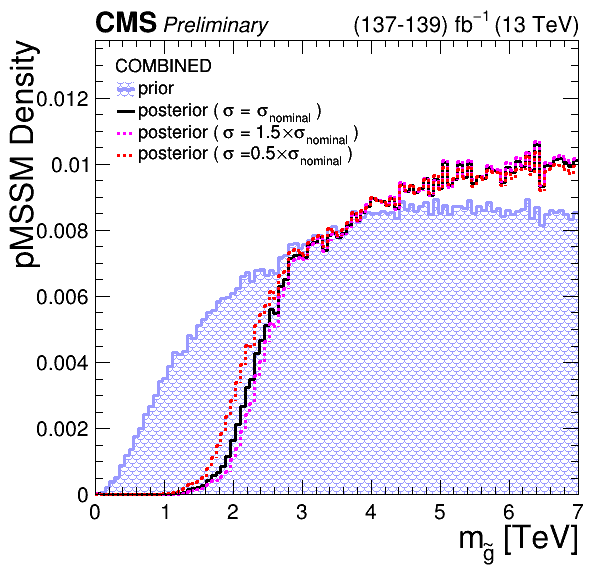 CMS Preliminary (137-139) fb⁻¹ (13 TeV)
COMBINED
prior
posterior ( σ = σnominal )
posterior ( σ = 1.5×σnominal )
posterior ( σ =0.5×σnominal )
pMSSM Density
0.012
0.01
0.008
0.006
0.004
0.002
0
0 1 2 3 4 5 6 7
m_g̃ [TeV]